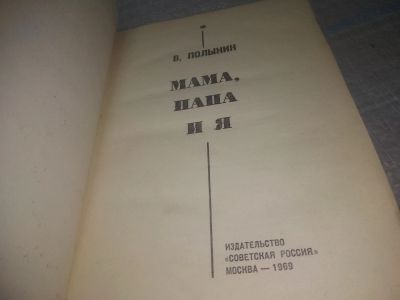 В. ПОЛЫНИН
МАМА,
ПАПА
И Я
ИЗДАТЕЛЬСТВО
«СОВЕТСКАЯ РОССИЯ»
МОСКВА — 1969